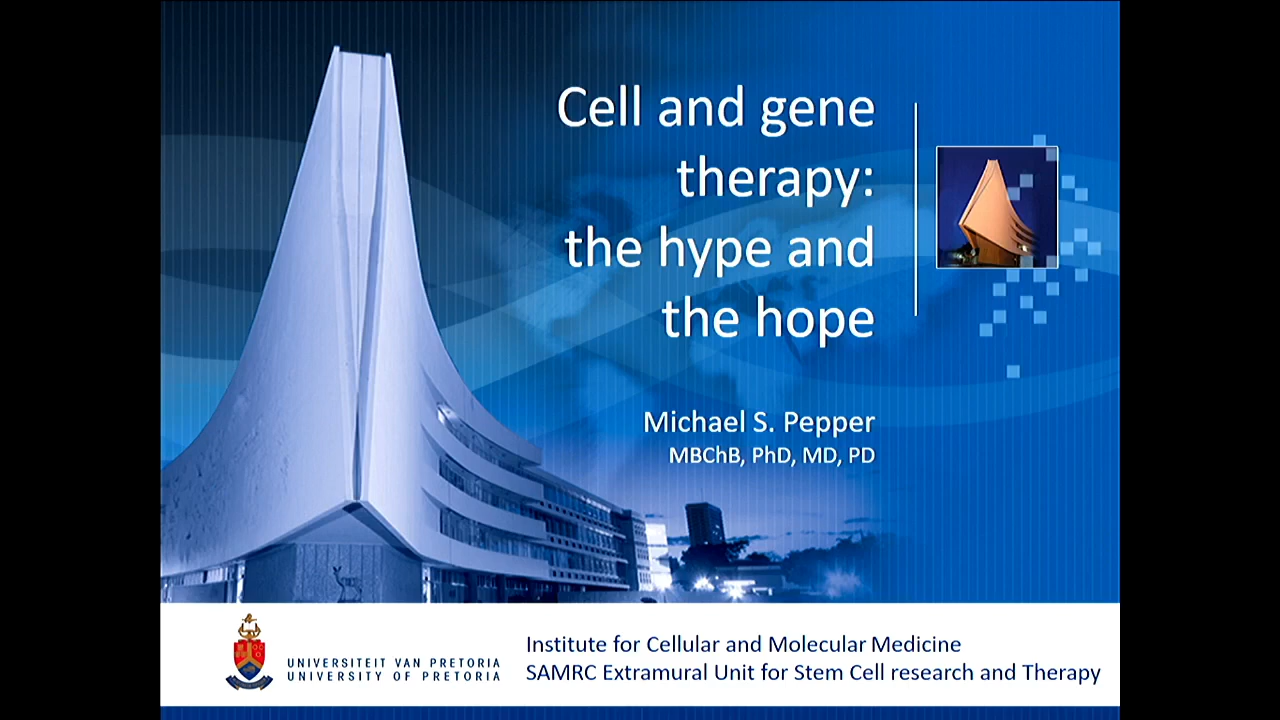 Cell and gene
therapy:
the hype and
the hope
Michael S. Pepper
MBChB, PhD, MD, PD
UNIVERSITEIT VAN PRETORIA
UNIVERSITY OF PRETORIA
Institute for Cellular and Molecular Medicine
SAMRC Extramural Unit for Stem Cell research and Therapy